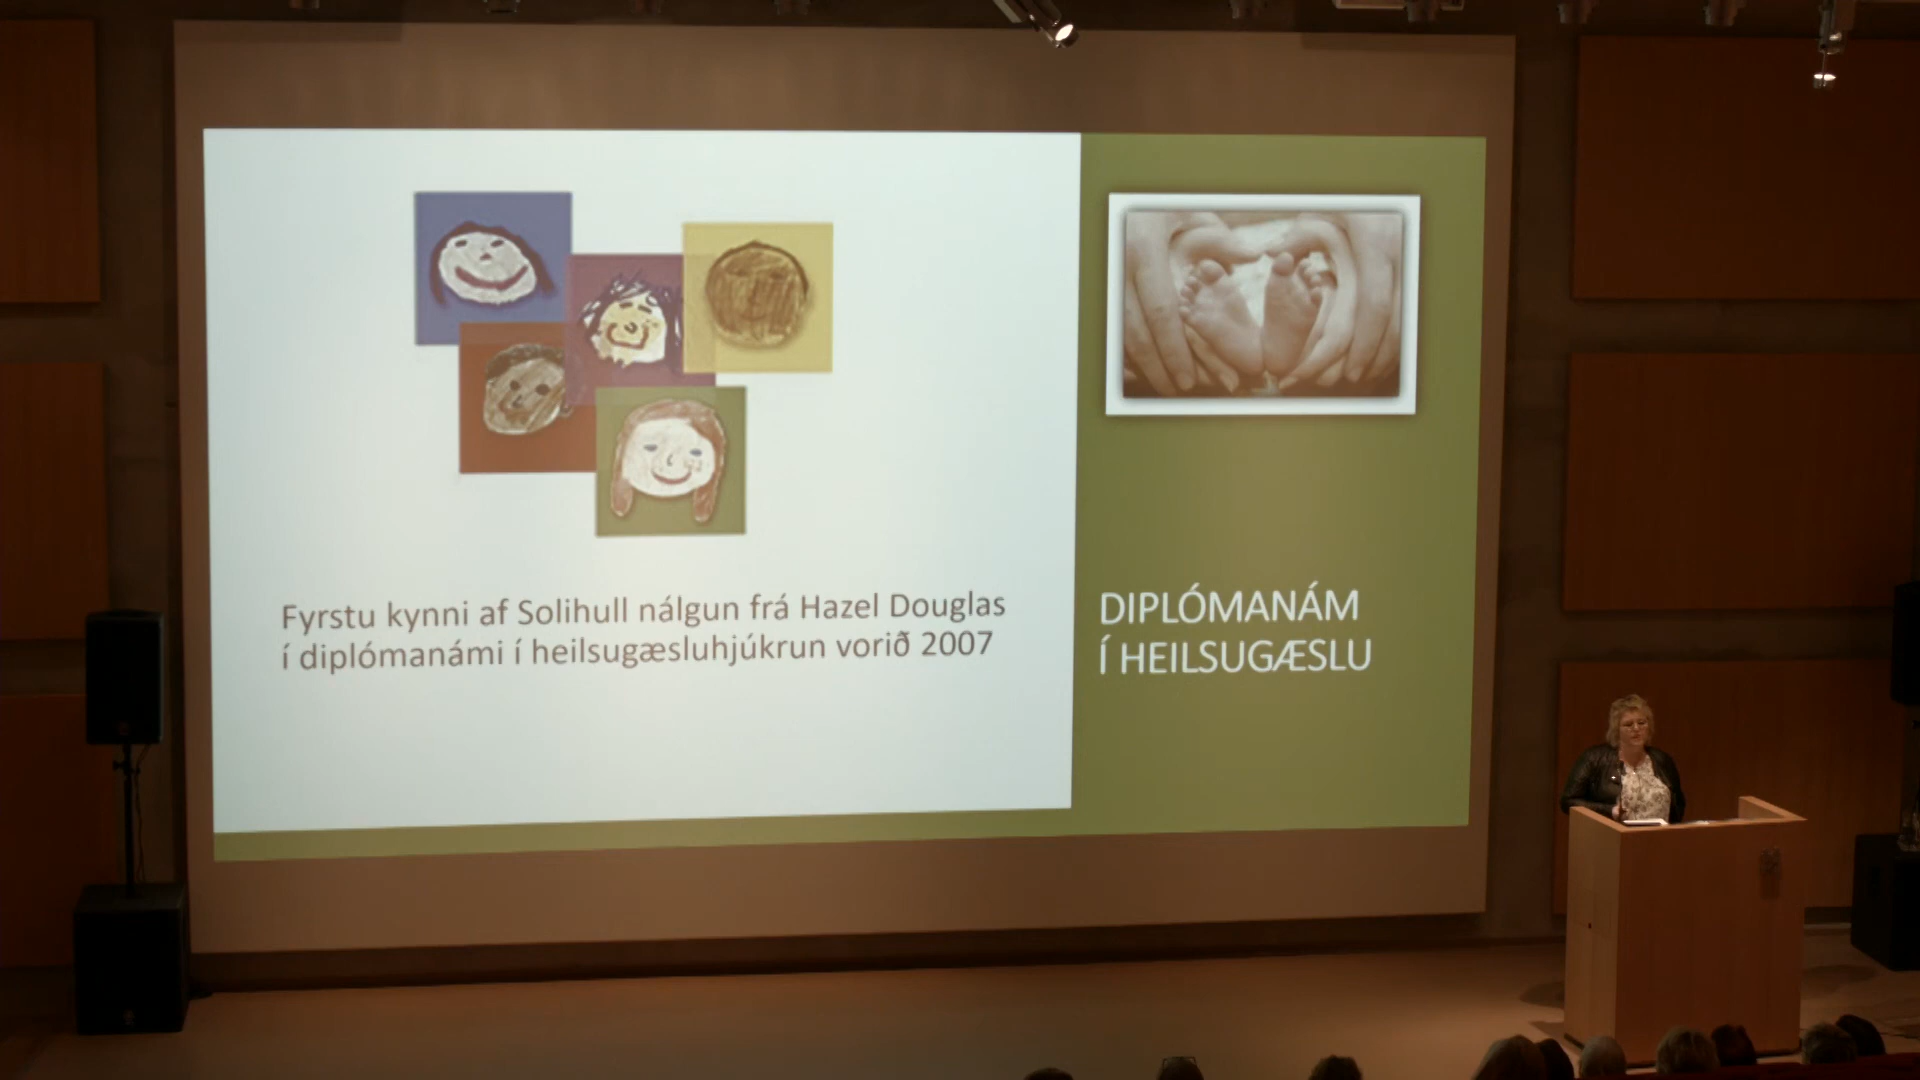 Fyrstu kynni af Solihull nálgun frá Hazel Douglas
í diplómanámi í heilsugæsluhjúkrun vorið 2007
DIPLÓMANÁM
Í HEILSUGÆSLU